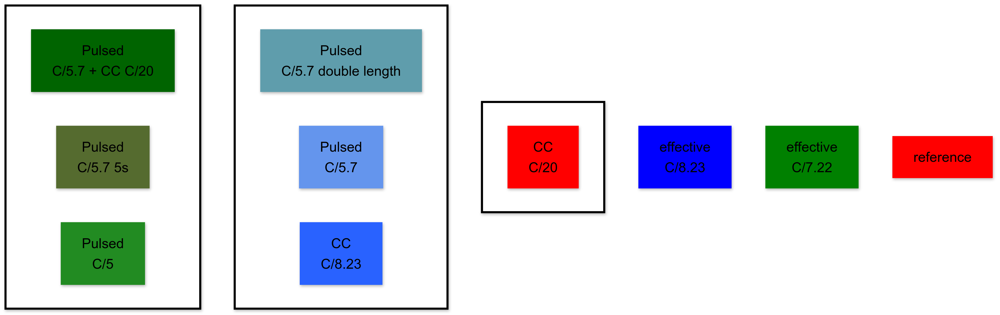 Pulsed
C/5.7 + CC C/20
Pulsed
C/5.7 5s
Pulsed
C/5
Pulsed
C/5.7 double length
Pulsed
C/5.7
CC
C/8.23
CC
C/20
effective
C/8.23
effective
C/7.22
reference